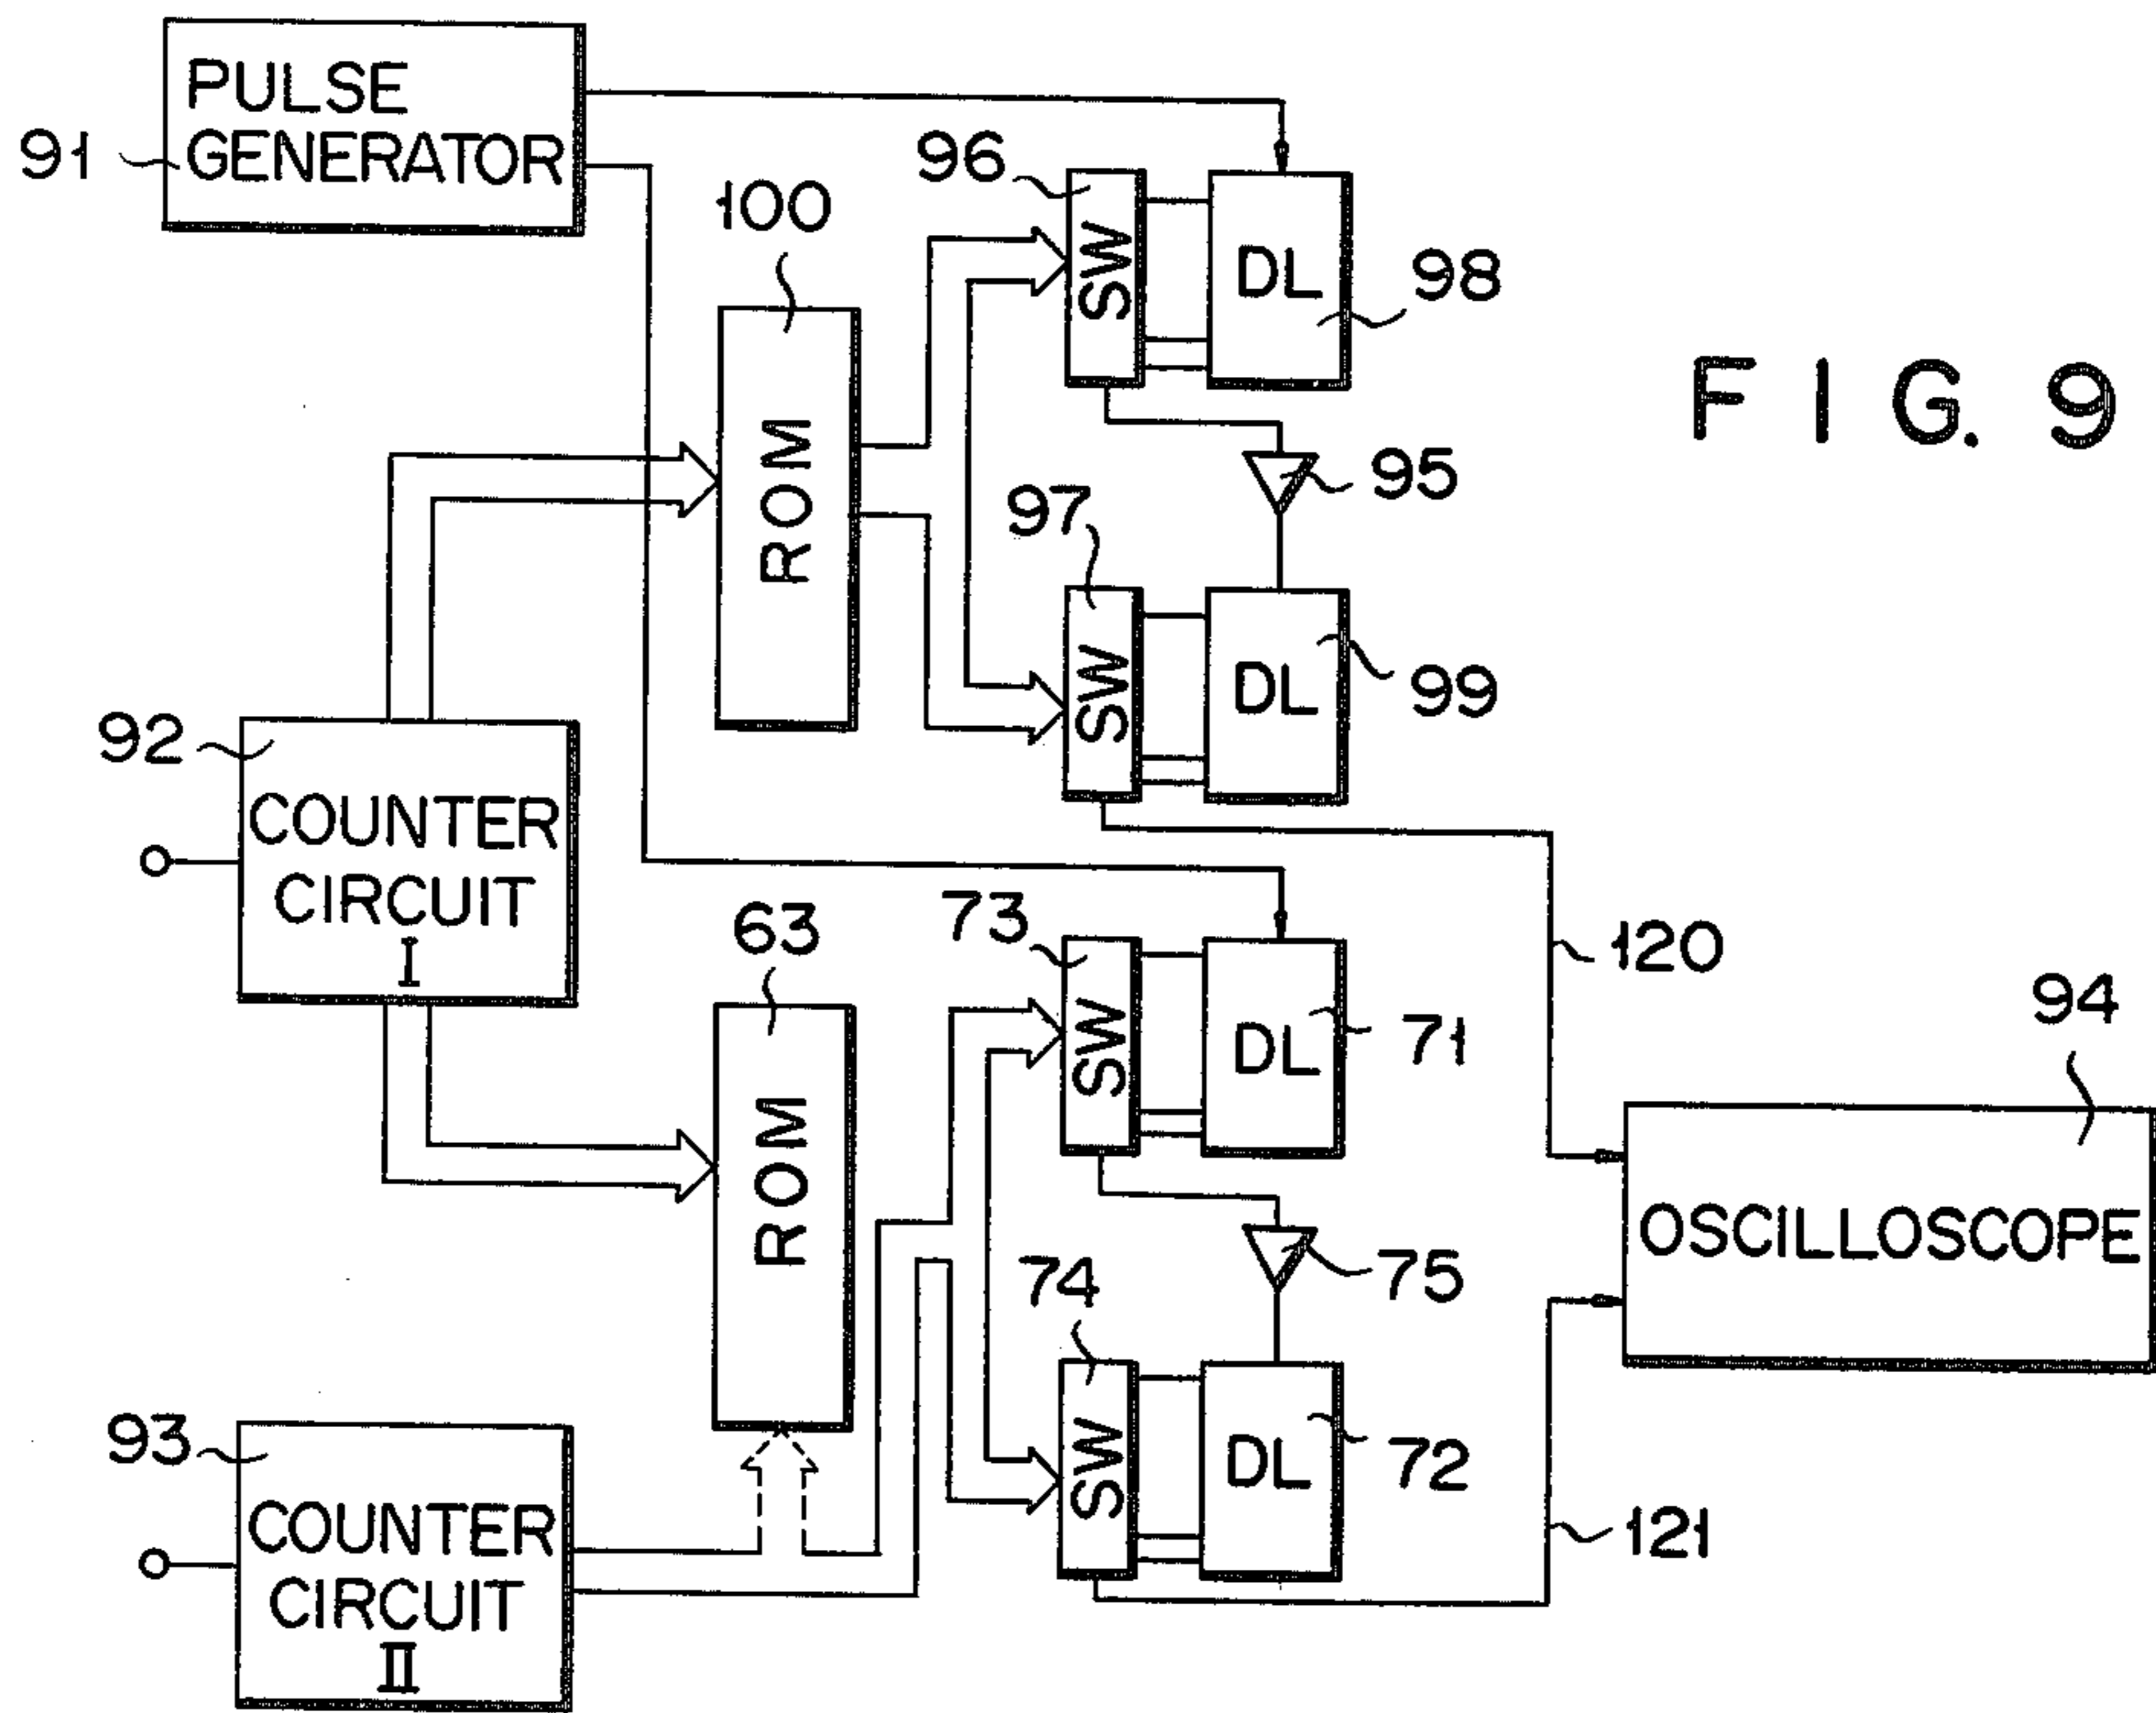 PULSE
GENERATOR
91
96
100
SW
DL
98
FIG. 9
ROM
95
97
SW
DL
99
92
COUNTER
CIRCUIT
I
63
73
SW
DL
71
120
94
ROM
OSCILLOSCOPE
75
74
SW
DL
72
93
COUNTER
CIRCUIT
II
121